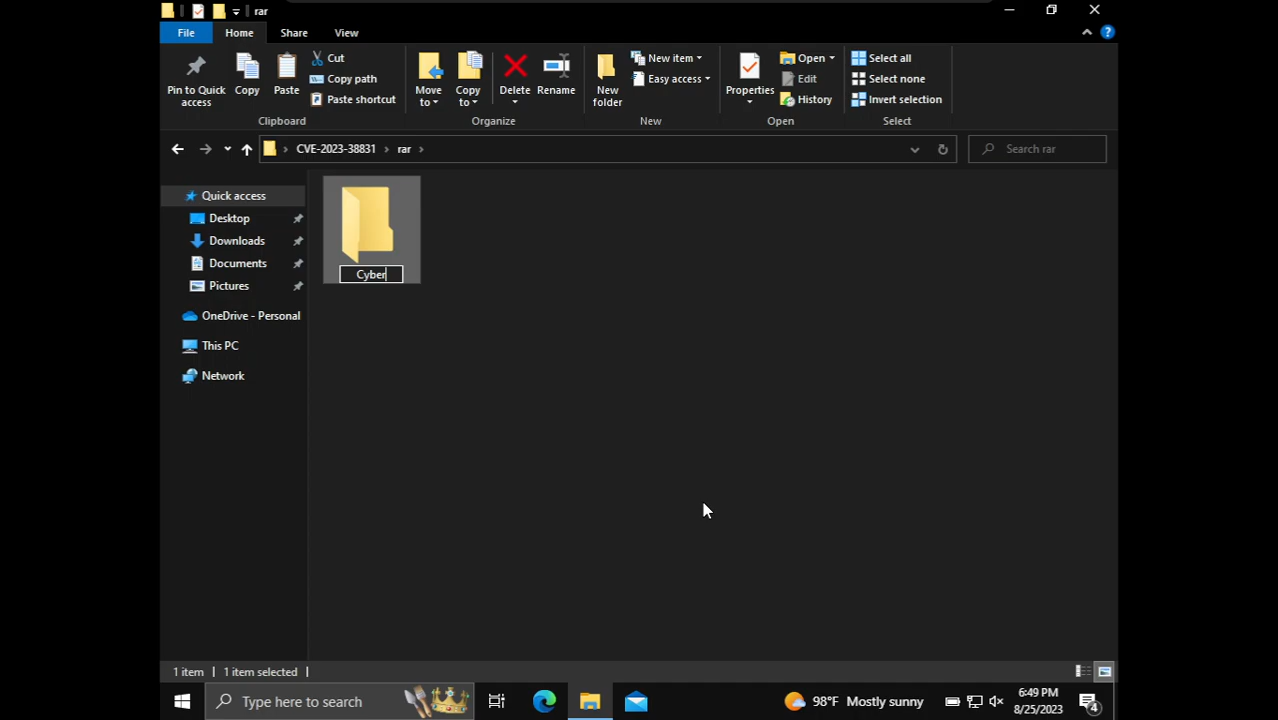 rar
File Home Share View
Pin to Quick access
Copy
Paste
Cut
Copy path
Paste shortcut
Clipboard
Move to
Copy to
Delete
Rename
Organize
New folder
New item
Easy access
New
Properties
Open
Edit
History
Open
Select all
Select none
Invert selection
Select
CVE-2023-38831 rar
Search rar
Quick access
Desktop
Downloads
Documents
Pictures
OneDrive - Personal
This PC
Network
Cyber
1 item 1 item selected
Type here to search
98°F Mostly sunny
6:49 PM
8/25/2023
4